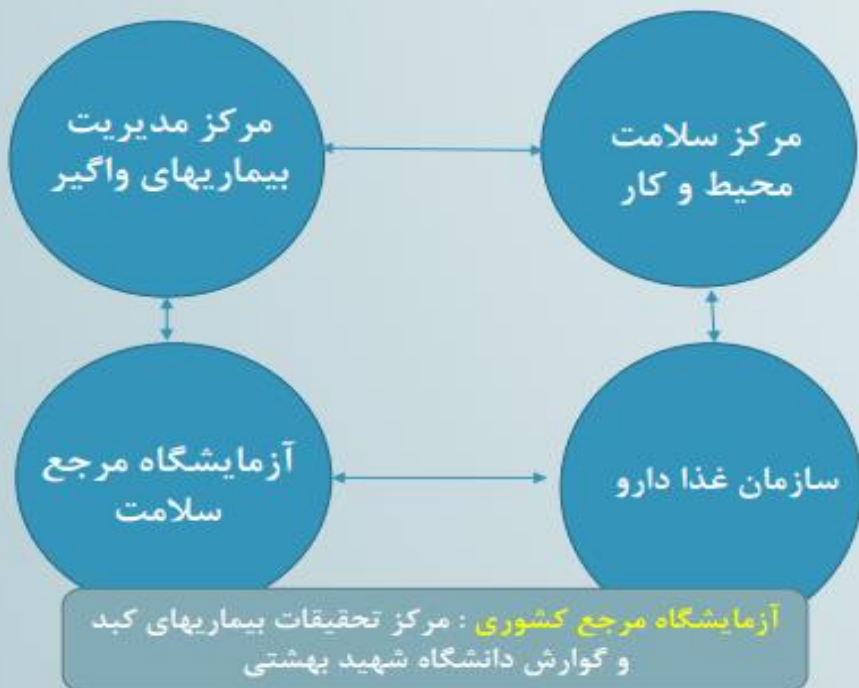 مرکز سلامت
محیط و کار
مرکز مدیریت
بیماریهای واگیر
سازمان غذا دارو
آزمایشگاه مرجع
سلامت
آزمایشگاه مرجع کشوری : مرکز تحقیقات بیماریهای کبد
و گوارش دانشگاه شهید بهشتی